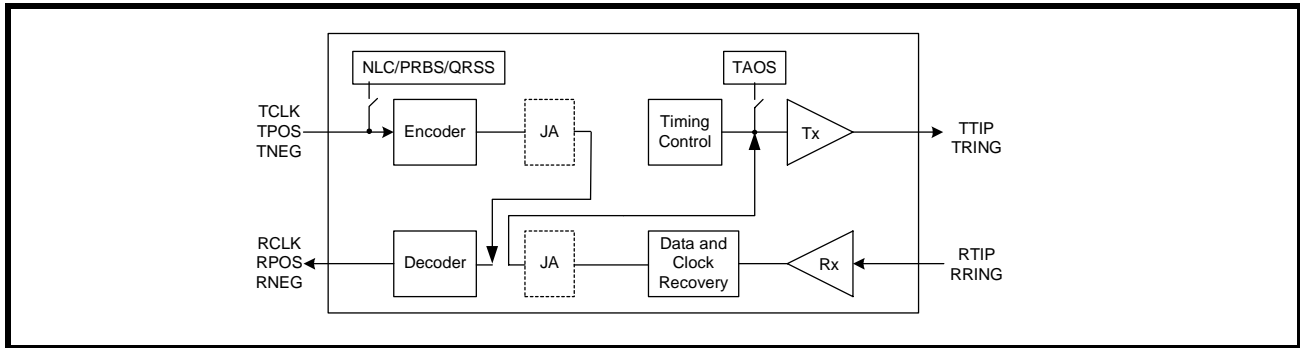 NLC/PRBS/QRSS
TAOS
TCLK
TPOS
TNEG
Encoder
JA
Timing
Control
Tx
TTIP
TRING
RCLK
RPOS
RNEG
Decoder
JA
Data and
Clock
Recovery
Rx
RTIP
RRING